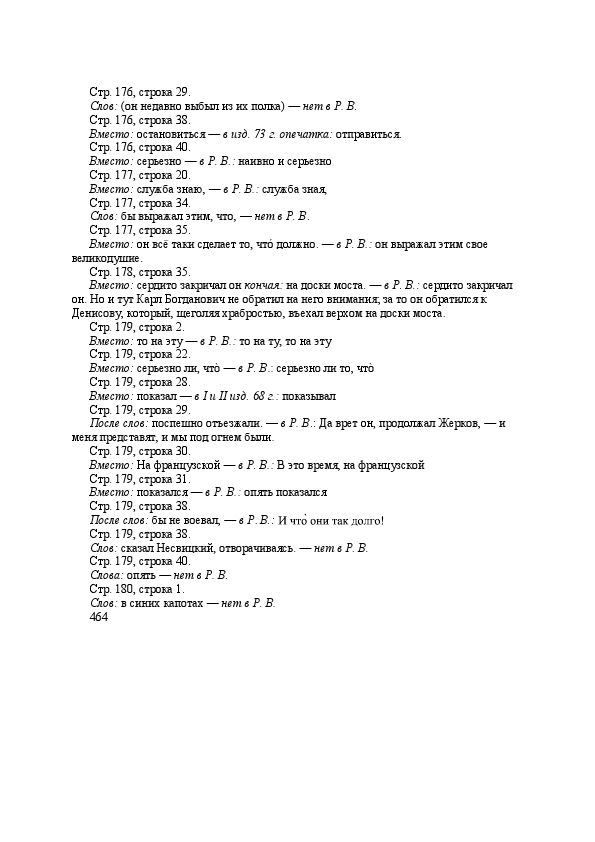 Стр. 176, строка 29.
Слов: (он недавно выбыл из их полка) — нет в Р. В.
Стр. 176, строка 38.
Вместо: остановиться — в изд. 73 г. опечатка: отправиться.
Стр. 176, строка 40.
Вместо: серьезно — в Р. В.: наивно и серьезно
Стр. 177, строка 20.
Вместо: служба знаю, — в Р. В.: служба зная,
Стр. 177, строка 34.
Слов: бы выражал этим, что, — нет в Р. В.
Стр. 177, строка 35.
Вместо: он всё таки сделает то, что́ должно. — в Р. В.: он выражал этим свое
великодушие.
Стр. 178, строка 35.
Вместо: сердито закричал он кончая: на доски моста. — в Р. В.: сердито закричал
он. Но и тут Карл Богданович не обратил на него внимания; за то он обратился к
Денисову, который, щеголяя храбростью, въехал верхом на доски моста.
Стр. 179, строка 2.
Вместо: то на эту — в Р. В.: то на ту, то на эту
Стр. 179, строка 22.
Вместо: серьезно ли, что̀ — в Р. В.: серьезно ли то, что̀
Стр. 179, строка 28.
Вместо: показал — в I и II изд. 68 г.: показывал
Стр. 179, строка 29.
После слов: поспешно отъезжали. — в Р. В.: Да врет он, продолжал Жерков, — и
меня представят, и мы под огнем были.
Стр. 179, строка 30.
Вместо: На французской — в Р. В.: В это время, на французской
Стр. 179, строка 31.
Вместо: показался — в Р. В.: опять показался
Стр. 179, строка 38.
После слов: бы не воевал, — в Р. В.: И что́ они так долго!
Стр. 179, строка 38.
Слов: сказал Несвицкий, отворачиваясь. — нет в Р. В.
Стр. 179, строка 40.
Слова: опять — нет в Р. В.
Стр. 180, строка 1.
Слов: в синих капотах — нет в Р. В.
464